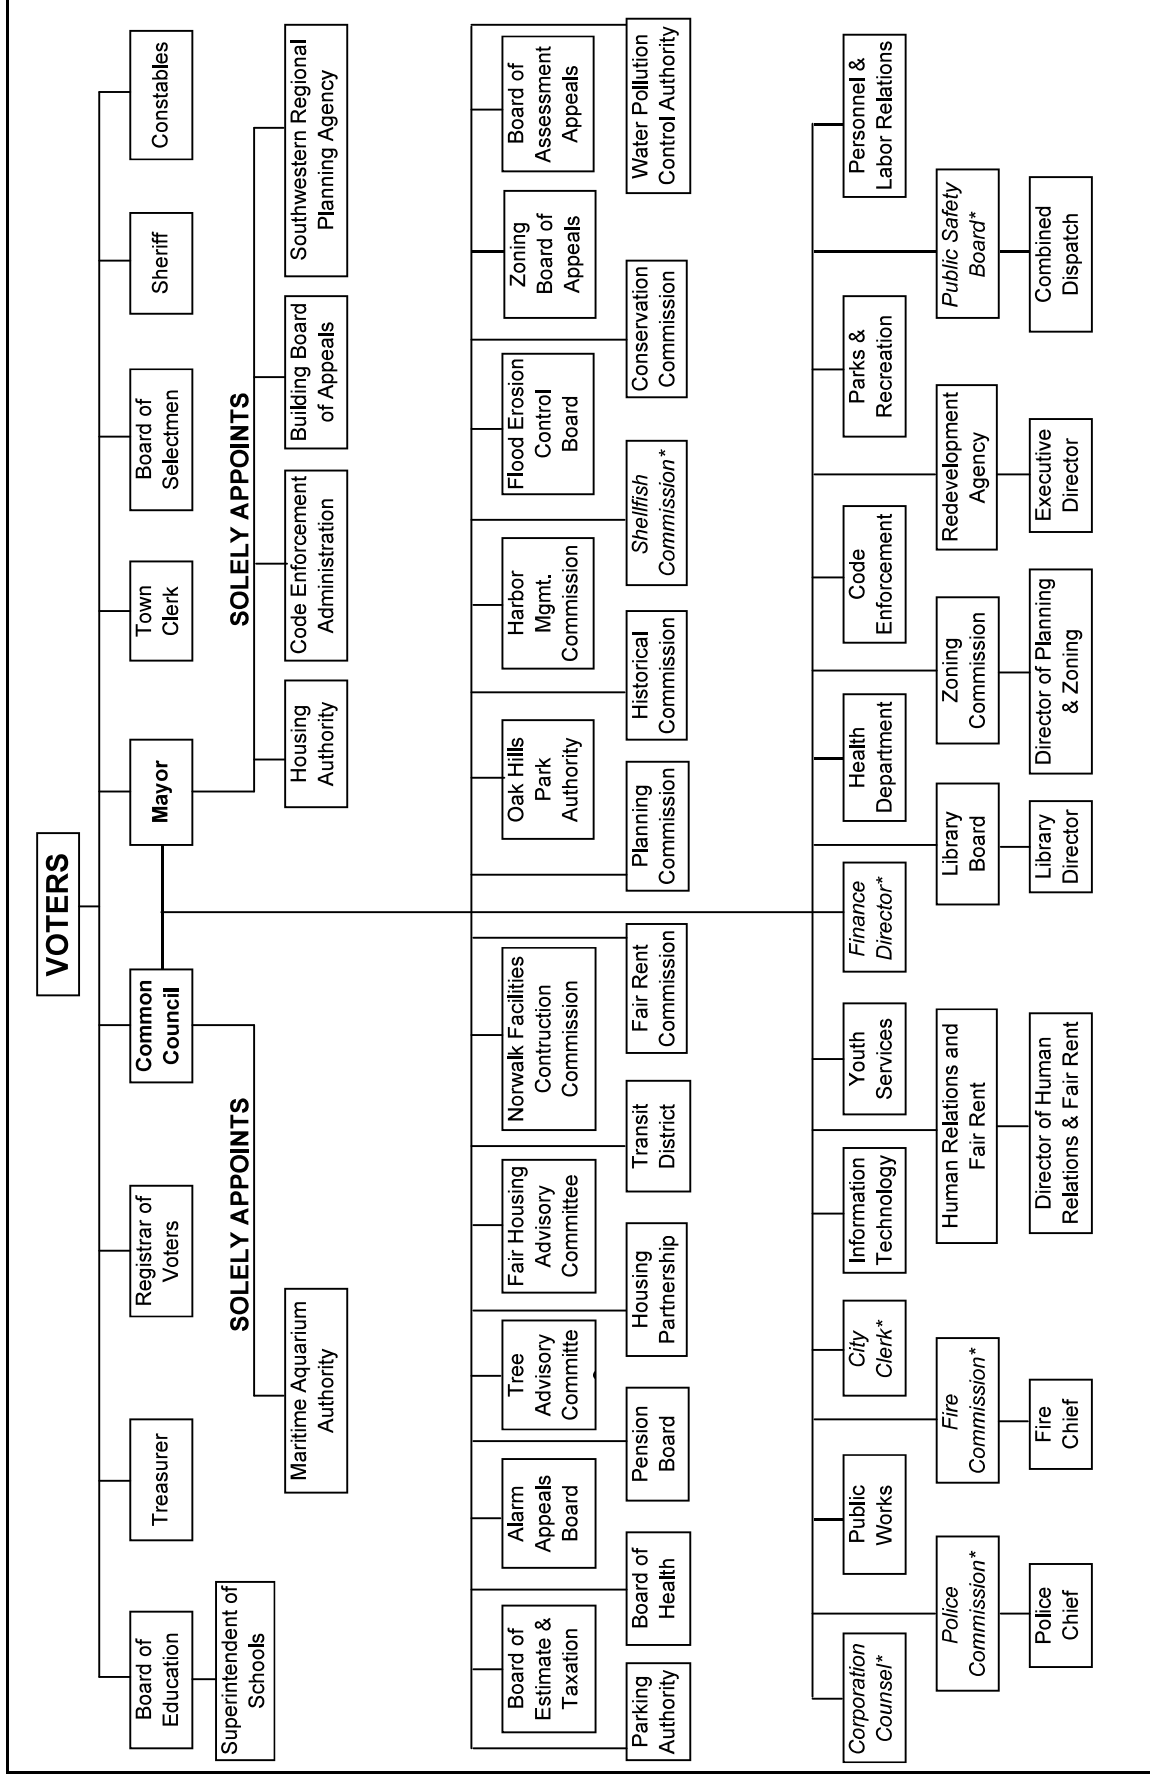 VOTERS
Board of
Education
Treasurer
Registrar of
Voters
Common
Council
Mayor
Town
Clerk
Board of
Selectmen
Sheriff
Constables
Superintendent of
Schools
SOLELY APPOINTS
SOLELY APPOINTS
Maritime Aquarium
Authority
Housing
Authority
Code Enforcement
Administration
Building Board
of Appeals
Southwestern Regional
Planning Agency
Board of
Estimate &
Taxation
Alarm
Appeals
Board
Tree
Advisory
Committe
Fair Housing
Advisory
Committee
Norwalk Facilities
Contruction
Commission
Oak Hills
Park
Authority
Harbor
Mgmt.
Commission
Flood Erosion
Control
Board
Zoning
Board of
Appeals
Board of
Assessment
Appeals
Parking
Authority
Board of
Health
Pension
Board
Housing
Partnership
Transit
District
Fair Rent
Commission
Planning
Commission
Historical
Commission
Shellfish
Commission*
Conservation
Commission
Water Pollution
Control Authority
Corporation
Counsel*
Public
Works
City
Clerk*
Information
Technology
Youth
Services
Finance
Director*
Health
Department
Code
Enforcement
Parks &
Recreation
Personnel &
Labor Relations
Police
Commission*
Fire
Commission*
Human Relations and
Fair Rent
Library
Board
Zoning
Commission
Redevelopment
Agency
Public Safety
Board*
Police
Chief
Fire
Chief
Director of Human
Relations & Fair Rent
Library
Director
Director of Planning
& Zoning
Executive
Director
Combined
Dispatch